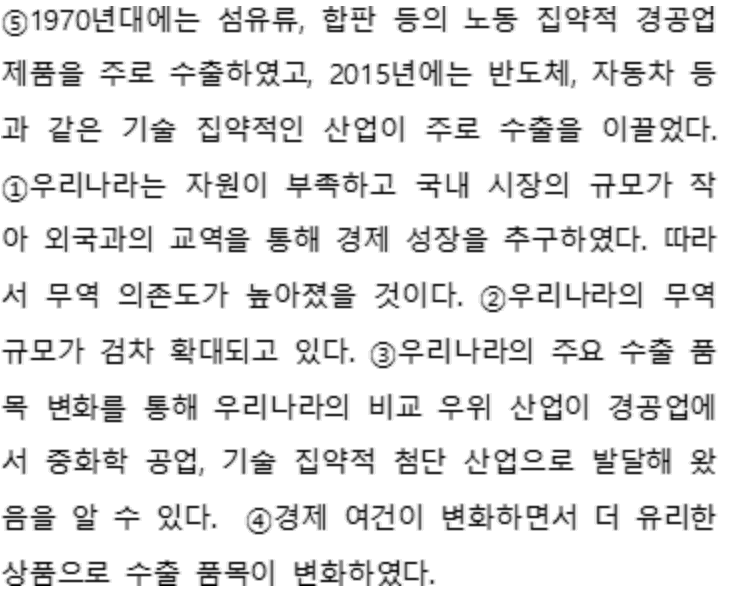 ⑤1970년대에는 섬유류, 합판 등의 노동 집약적 경공업
제품을 주로 수출하였고, 2015년에는 반도체, 자동차 등
과 같은 기술 집약적인 산업이 주로 수출을 이끌었다.
①우리나라는 자원이 부족하고 국내 시장의 규모가 작
아 외국과의 교역을 통해 경제 성장을 추구하였다. 따라
서 무역 의존도가 높아졌을 것이다. ②우리나라의 무역
규모가 검차 확대되고 있다. ③우리나라의 주요 수출 품
목 변화를 통해 우리나라의 비교 우위 산업이 경공업에
서 중화학 공업, 기술 집약적 첨단 산업으로 발달해 왔
음을 알 수 있다. ④경제 여건이 변화하면서 더 유리한
상품으로 수출 품목이 변화하였다.